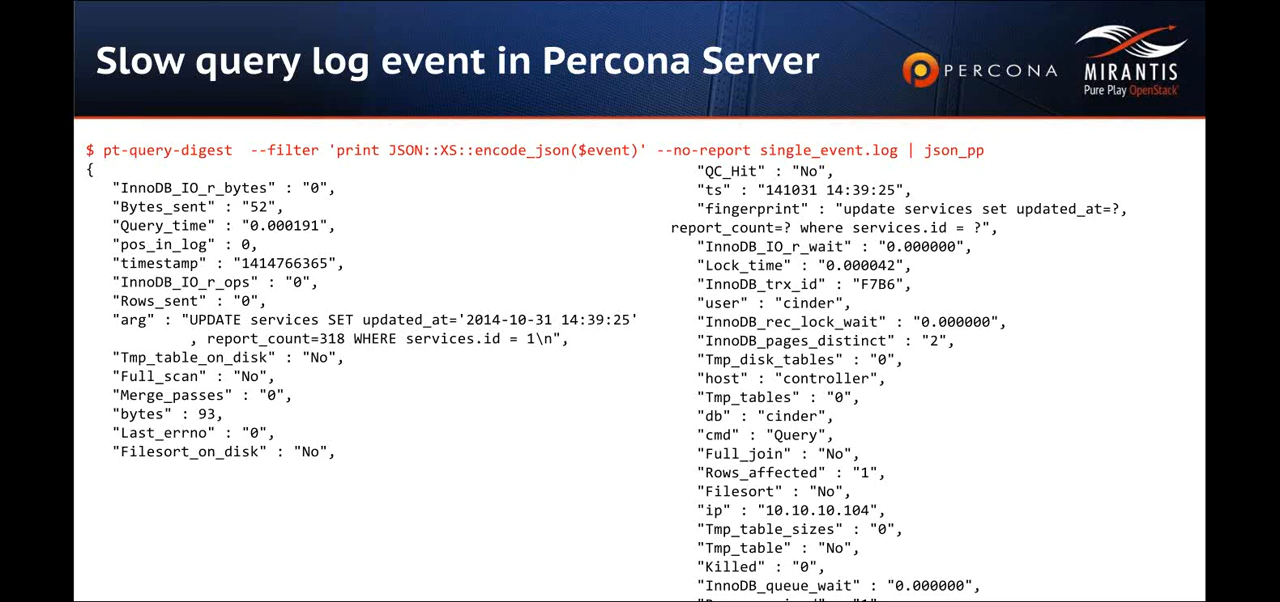 Slow query log event in Percona Server
PERCONA
MIRANTIS
Pure Play OpenStack
$ pt-query-digest  --filter 'print JSON::XS::encode_json($event)' --no-report single_event.log | json_pp
{
"InnoDB_IO_r_bytes" : "0",
"Bytes_sent" : "52",
"Query_time" : "0.000191",
"pos_in_log" : 0,
"timestamp" : "1414766365",
"InnoDB_IO_r_ops" : "0",
"Rows_sent" : "0",
"arg" : "UPDATE services SET updated_at='2014-10-31 14:39:25'
, report_count=318 WHERE services.id = 1\n",
"Tmp_table_on_disk" : "No",
"Full_scan" : "No",
"Merge_passes" : "0",
"bytes" : 93,
"Last_errno" : "0",
"Filesort_on_disk" : "No",
"QC_Hit" : "No",
"ts" : "141031 14:39:25",
"fingerprint" : "update services set updated_at=?,
report_count=? where services.id = ?",
"InnoDB_IO_r_wait" : "0.000000",
"Lock_time" : "0.000042",
"InnoDB_trx_id" : "F7B6",
"user" : "cinder",
"InnoDB_rec_lock_wait" : "0.000000",
"InnoDB_pages_distinct" : "2",
"Tmp_disk_tables" : "0",
"host" : "controller",
"Tmp_tables" : "0",
"db" : "cinder",
"cmd" : "Query",
"Full_join" : "No",
"Rows_affected" : "1",
"Filesort" : "No",
"ip" : "10.10.10.104",
"Tmp_table_sizes" : "0",
"Tmp_table" : "No",
"Killed" : "0",
"InnoDB_queue_wait" : "0.000000",